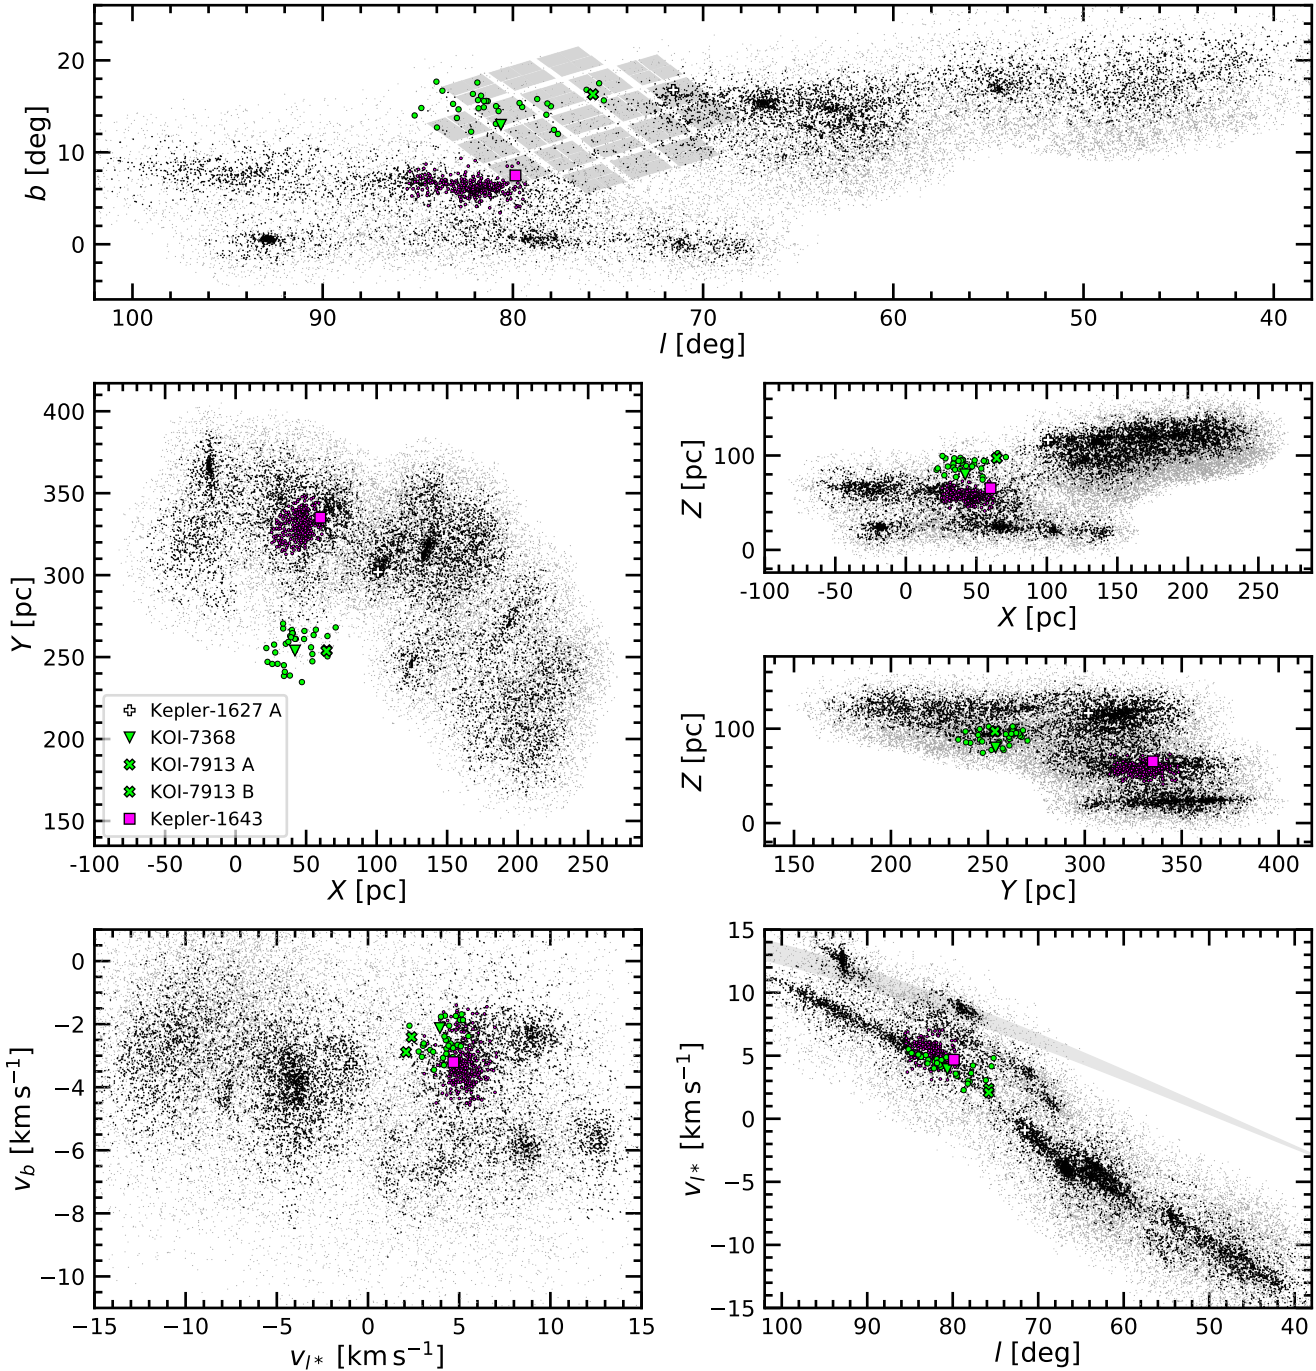 20
10
0
b [deg]
100 90 80 70 60 50 40
l [deg]
400
350
300
250
200
150
Y [pc]
Kepler-1627 A
KOI-7368
KOI-7913 A
KOI-7913 B
Kepler-1643
-100 -50 0 50 100 150 200 250
X [pc]
100
0
Z [pc]
-100 -50 0 50 100 150 200 250
X [pc]
100
0
Z [pc]
150 200 250 300 350 400
Y [pc]
0
−2
−4
−6
−8
−10
v_b [km s⁻¹]
−15 −10 −5 0 5 10 15
v_{l*} [km s⁻¹]
15
10
5
0
−5
−10
−15
v_{l*} [km s⁻¹]
100 90 80 70 60 50 40
l [deg]